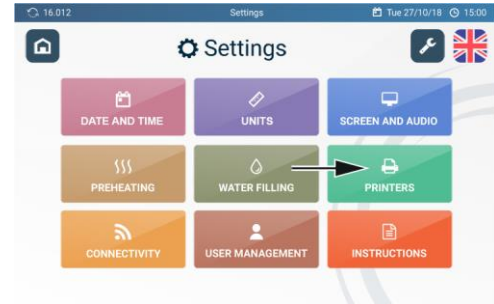 16.012 Settings Tue 27/10/18 15:00
Settings
DATE AND TIME UNITS SCREEN AND AUDIO
PREHEATING WATER FILLING PRINTERS
CONNECTIVITY USER MANAGEMENT INSTRUCTIONS